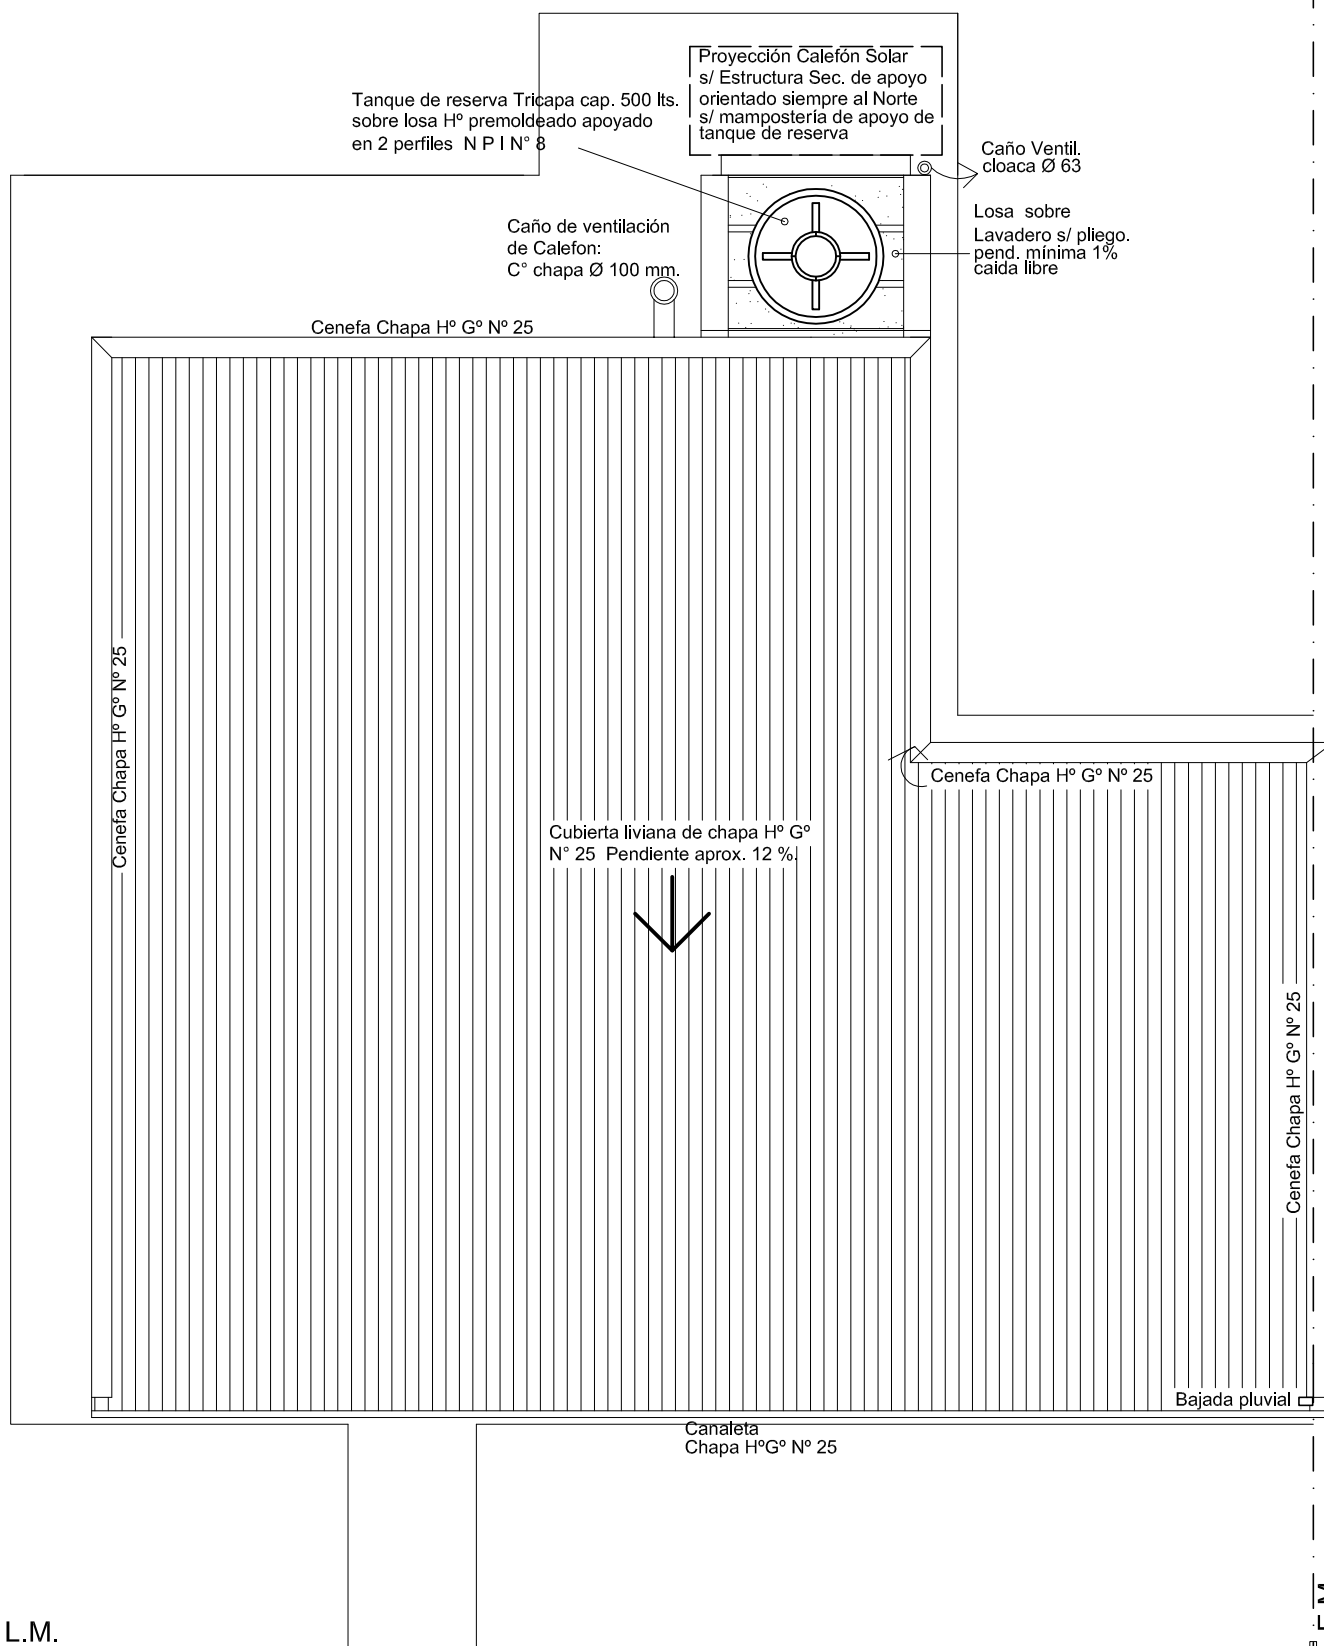 Proyección Calefón Solar
s/ Estructura Sec. de apoyo
orientado siempre al Norte
s/ mampostería de apoyo de
tanque de reserva
Tanque de reserva Tricapa cap. 500 lts.
sobre losa Hº premoldeado apoyado
en 2 perfiles N P I N° 8
Caño Ventil.
cloaca Ø 63
Losa sobre
Lavadero s/ pliego.
pend. mínima 1%
caida libre
Caño de ventilación
de Calefon:
C° chapa Ø 100 mm.
Cenefa Chapa Hº Gº Nº 25
Cenefa Chapa Hº Gº Nº 25
Cenefa Chapa Hº Gº Nº 25
Cubierta liviana de chapa Hº Gº
N° 25 Pendiente aprox. 12 %.
Cenefa Chapa Hº Gº Nº 25
Bajada pluvial
Canaleta
Chapa HºGº Nº 25
L.M.